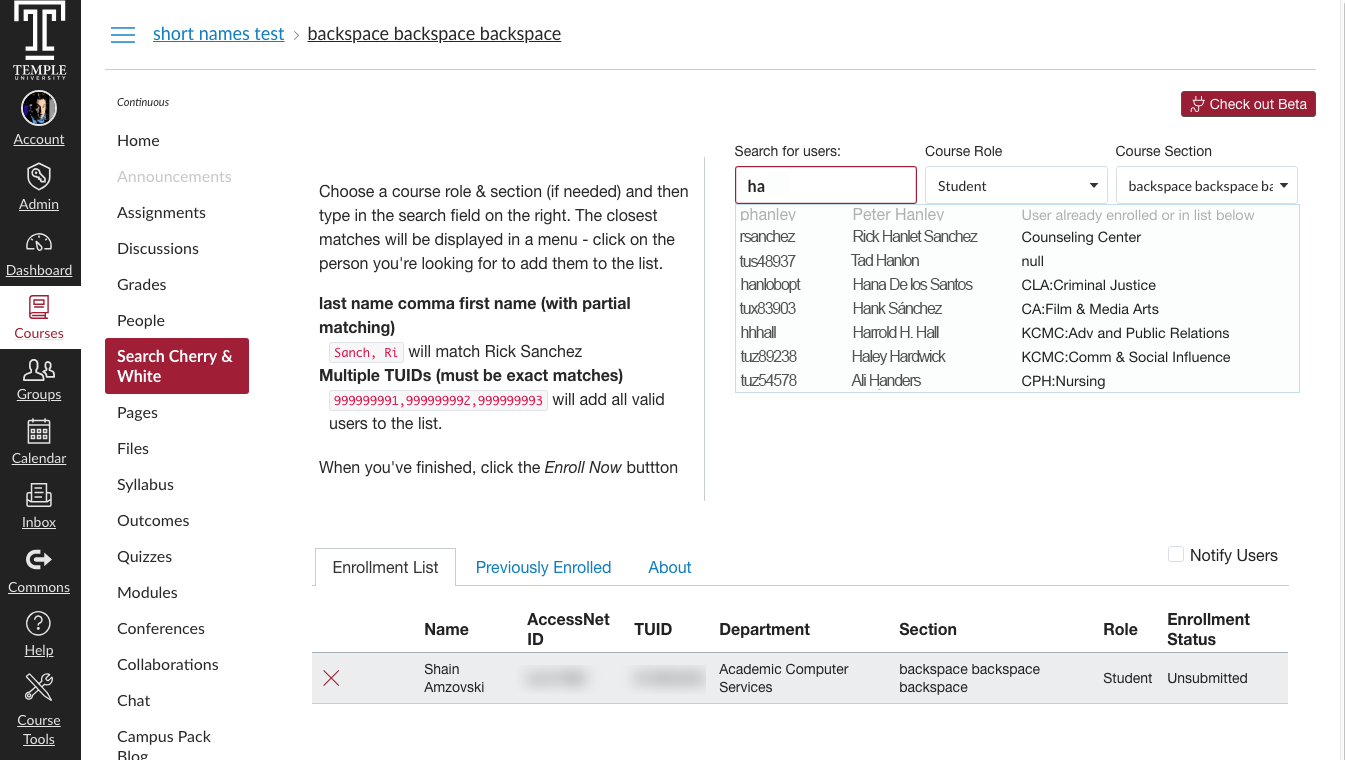 TEMPLE
UNIVERSITY
Account
Admin
Dashboard
Courses
Groups
Calendar
Inbox
Commons
Help
Course
Tools
short names test > backspace backspace backspace
Continuous
Home
Announcements
Assignments
Discussions
Grades
People
Search Cherry &
White
Pages
Files
Syllabus
Outcomes
Quizzes
Modules
Conferences
Collaborations
Chat
Campus Pack
Blog
Check out Beta
Choose a course role & section (if needed) and then
type in the search field on the right. The closest
matches will be displayed in a menu - click on the
person you're looking for to add them to the list.
last name comma first name (with partial
matching)
Sanch, Ri will match Rick Sanchez
Multiple TUIDs (must be exact matches)
999999991,999999992,999999993 will add all valid
users to the list.
When you've finished, click the Enroll Now buttton
Search for users: Course Role Course Section
ha Student backspace backspace ba
phanley Peter Hanley User already enrolled or in list below
rsanchez Rick Hanlet Sanchez Counseling Center
tus48937 Tad Hanlon null
hanlobopt Hana De los Santos CLA:Criminal Justice
tux83903 Hank Sánchez CA:Film & Media Arts
hhhall Harrold H. Hall KCMC:Adv and Public Relations
tuz89238 Haley Hardwick KCMC:Comm & Social Influence
tuz54578 Ali Handers CPH:Nursing
Enrollment List Previously Enrolled About Notify Users
Name AccessNet ID TUID Department Section Role Enrollment Status
Shain Amzovski Academic Computer Services backspace backspace backspace Student Unsubmitted